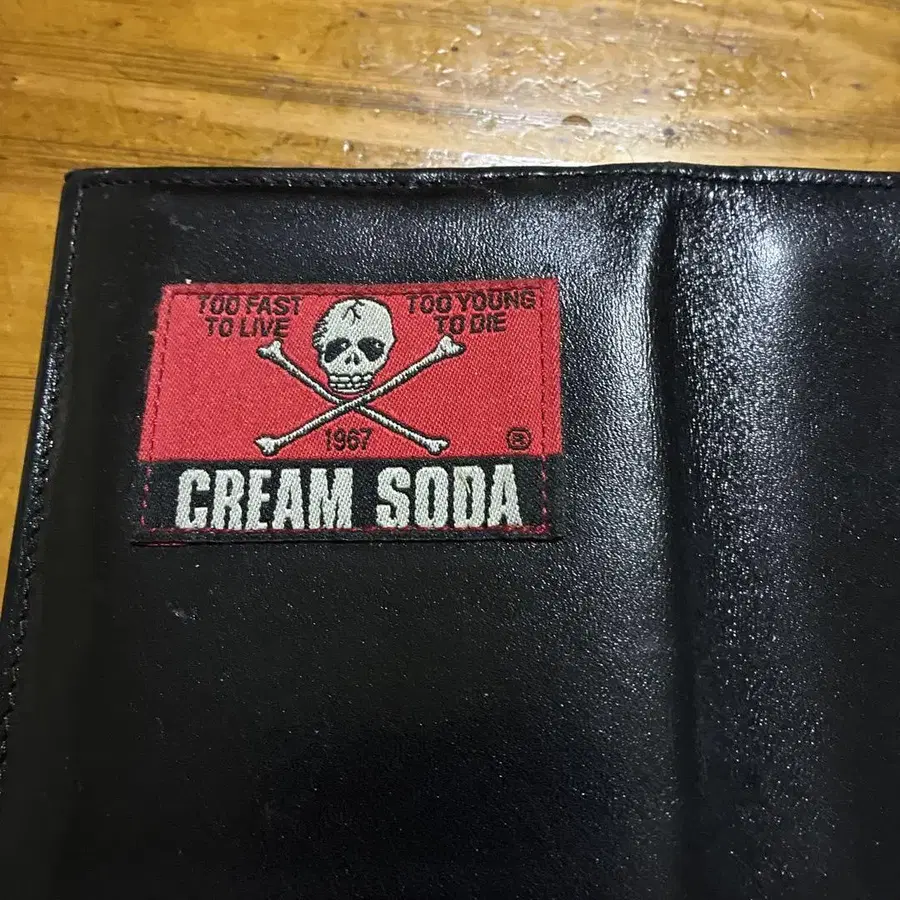 TOO FAST TOO YOUNG
TO LIVE TO DIE
1967 ®
CREAM SODA